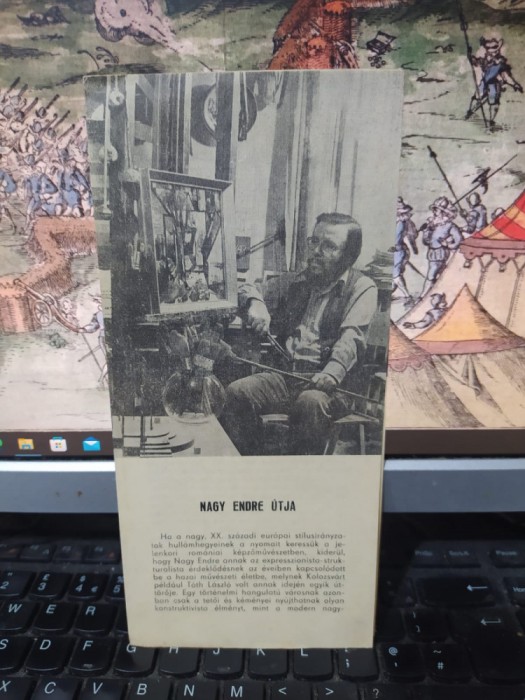 NAGY ENDRE ÚTJA
Ha a nagy, XX. századi európai stílusirányza-
tok hullámhegyeinek a nyomait keressük a je-
lenkori romániai képzőművészetben, kiderül,
hogy Nagy Endre annak az expresszionista-struk-
turalista érdeklődésnek az éveiben kapcsolódott
be a hazai művészeti életbe, melynek Kolozsvárt
például Tóth László volt annak idején egyik út-
törője. Egy történelmi hangulatú városnak azon-
ban csak a tetői és kéményei nyújthatnak olyan
konstruktivista élményt, mint a modern nagy-
W E R
S D F G H J K L
X C V B N M < >